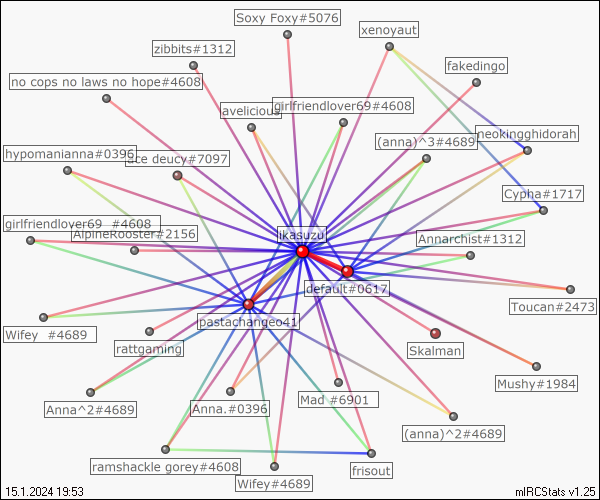 Soxy Foxy#5076
xenoyaut
zibbits#1312
fakedingo
no cops no laws no hope#4608
avelicious
girlfriendlover69#4608
neokingghidorah
(anna)^3#4689
hypomanianna#0396
ace deucy#7097
Cypha#1717
girlfriendlover69 #4608
AlpineRooster#2156
ikasuzu
Annarchist#1312
default#0617
Toucan#2473
pastachangeo41
Wifey #4689
rattgaming
Skalman
Mushy#1984
Anna^2#4689
Anna.#0396
Mad #6901
(anna)^2#4689
ramshackle gorey#4608
frisout
Wifey#4689
15.1.2024 19:53
mIRCStats v1.25